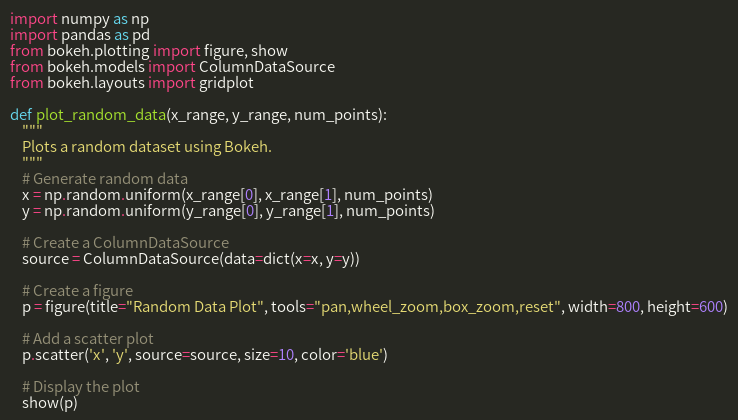 import numpy as np
import pandas as pd
from bokeh.plotting import figure, show
from bokeh.models import ColumnDataSource
from bokeh.layouts import gridplot

def plot_random_data(x_range, y_range, num_points):
    """
    Plots a random dataset using Bokeh.
    """
    # Generate random data
    x = np.random.uniform(x_range[0], x_range[1], num_points)
    y = np.random.uniform(y_range[0], y_range[1], num_points)

    # Create a ColumnDataSource
    source = ColumnDataSource(data=dict(x=x, y=y))

    # Create a figure
    p = figure(title="Random Data Plot", tools="pan,wheel_zoom,box_zoom,reset", width=800, height=600)

    # Add a scatter plot
    p.scatter('x', 'y', source=source, size=10, color='blue')

    # Display the plot
    show(p)